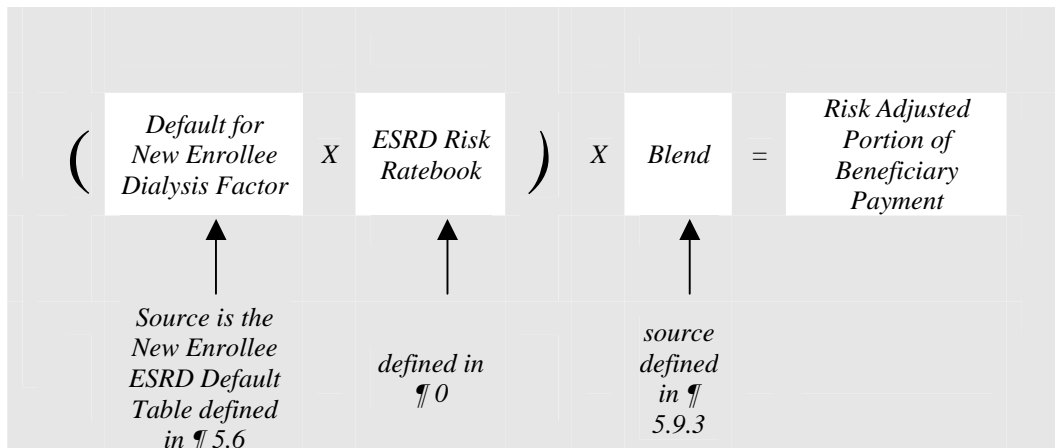 ( Default for New Enrollee Dialysis Factor X ESRD Risk Ratebook ) X Blend = Risk Adjusted Portion of Beneficiary Payment
Source is the
New Enrollee
ESRD Default
Table defined
in ¶ 5.6
defined in
¶ 0
source
defined
in ¶
5.9.3